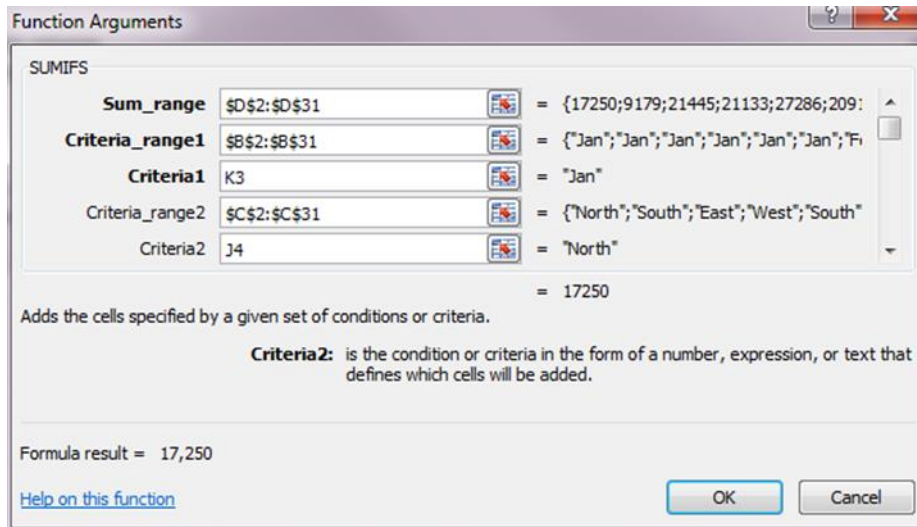 Function Arguments
SUMIFS
Sum_range $D$2:$D$31 = {17250;9179;21445;21133;27286;2091
Criteria_range1 $B$2:$B$31 = {"Jan";"Jan";"Jan";"Jan";"Jan";"Jan";"F
Criteria1 K3 = "Jan"
Criteria_range2 $C$2:$C$31 = {"North";"South";"East";"West";"South"
Criteria2 J4 = "North"
= 17250
Adds the cells specified by a given set of conditions or criteria.
Criteria2: is the condition or criteria in the form of a number, expression, or text that
defines which cells will be added.
Formula result = 17,250
Help on this function
OK Cancel